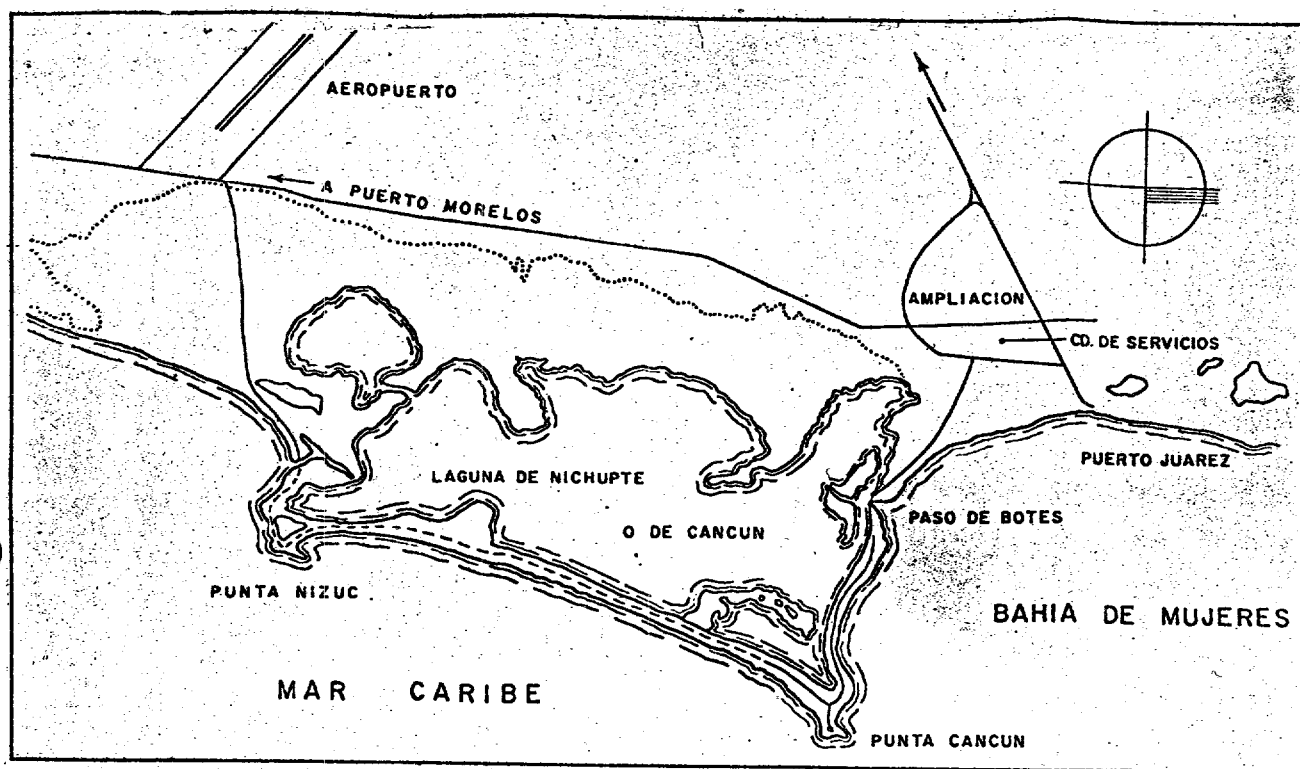 AEROPUERTO
A PUERTO MORELOS
AMPLIACION
CD. DE SERVICIOS
PUERTO JUAREZ
LAGUNA DE NICHUPTE
O DE CANCUN
PASO DE BOTES
PUNTA NIZUC
BAHIA DE MUJERES
MAR CARIBE
PUNTA CANCUN